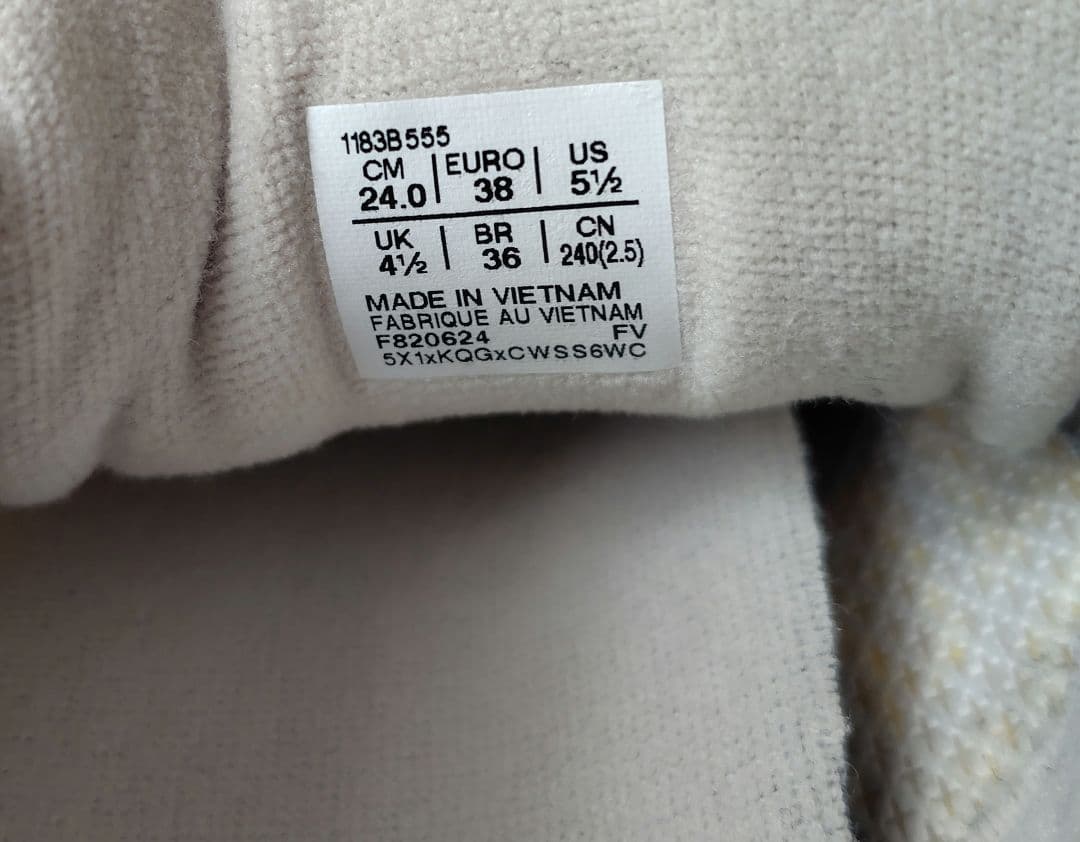 1183B555
CM | EURO | US
24.0 | 38 | 5½
UK | BR | CN
4½ | 36 | 240(2.5)
MADE IN VIETNAM
FABRIQUE AU VIETNAM
F820624 FV
5X1xKQGxCWSS6WC